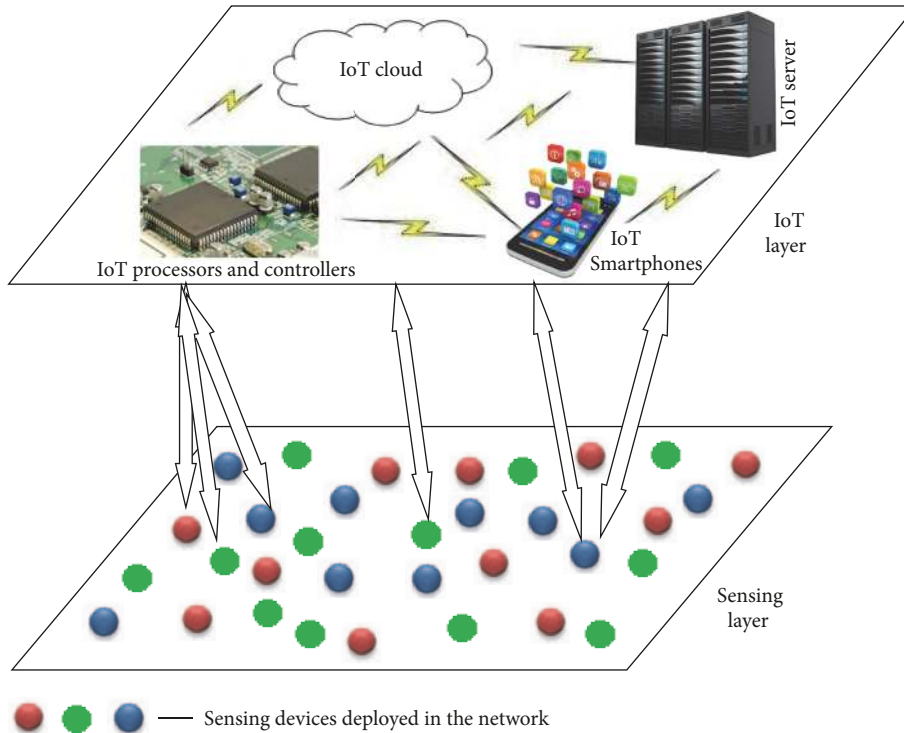 IoT cloud
IoT server
IoT processors and controllers
IoT
Smartphones
IoT
layer
Sensing
layer
Sensing devices deployed in the network